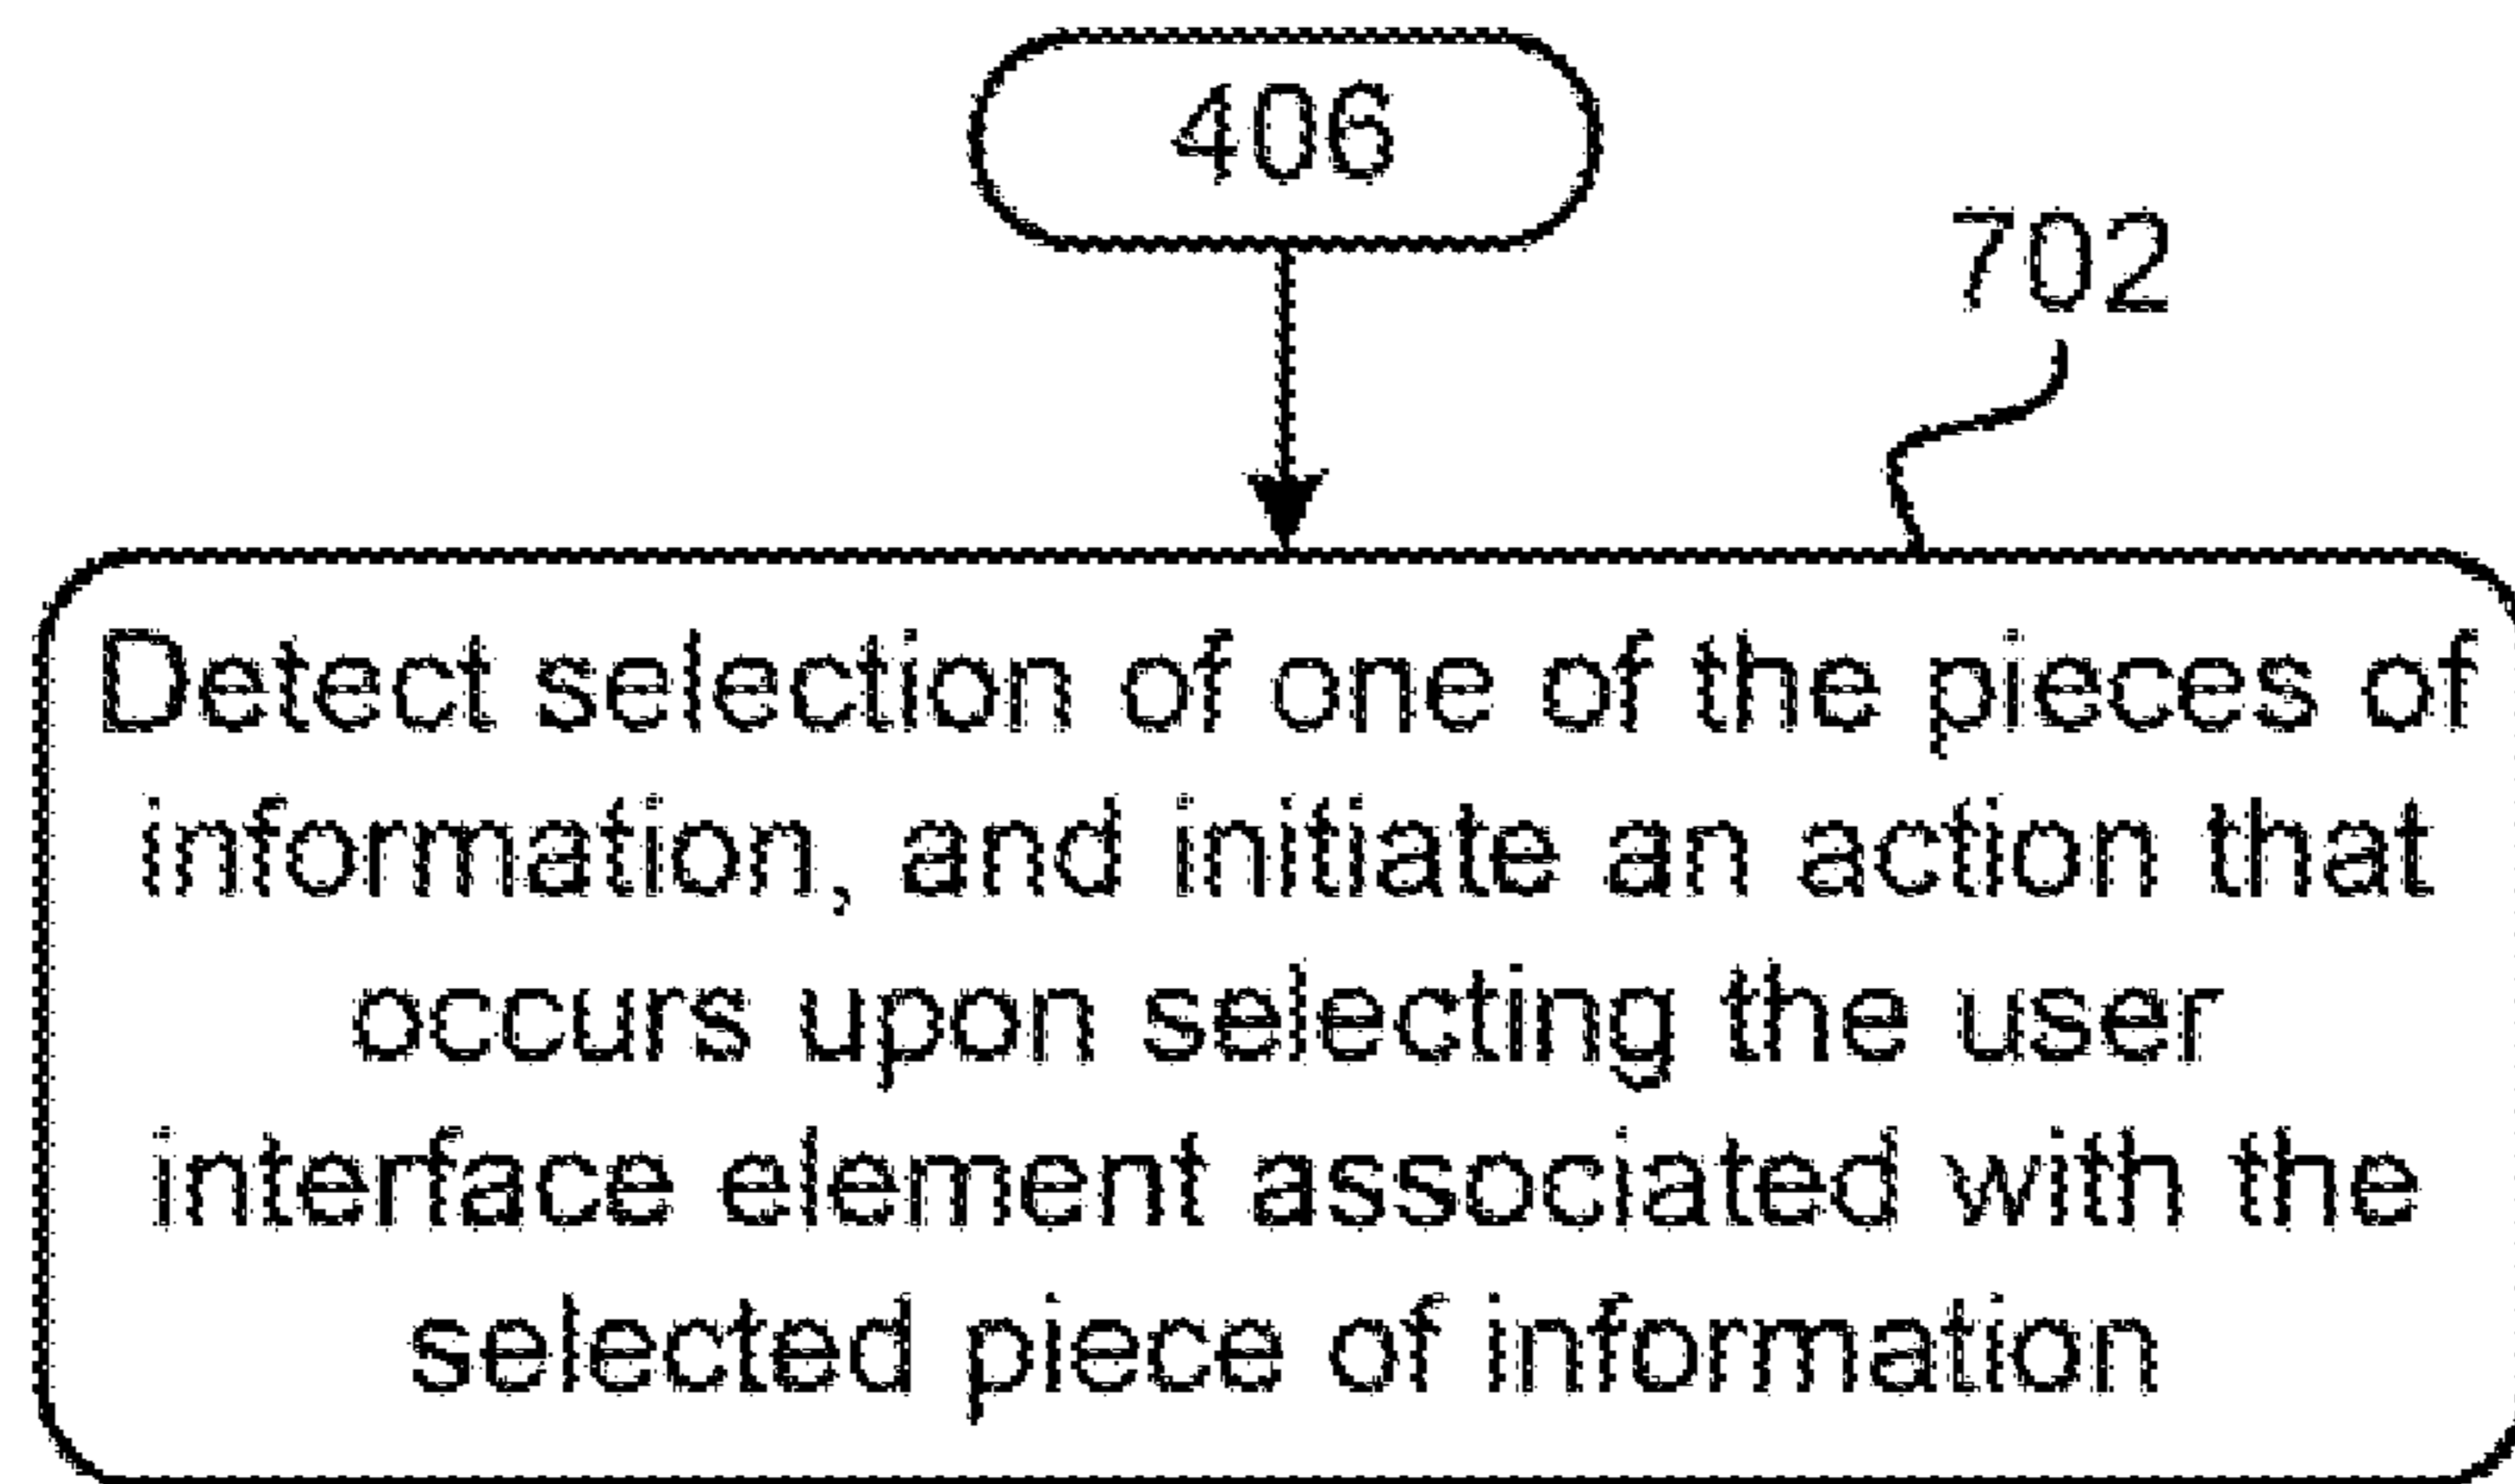 406
702
Detect selection of one of the pieces of
information, and initiate an action that
occurs upon selecting the user
interface element associated with the
selected piece of information